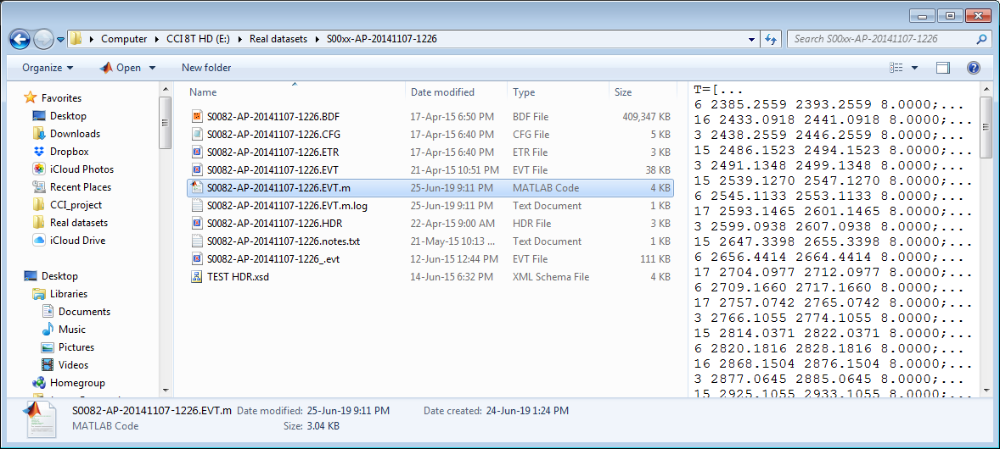 Computer CCI 8T HD (E:) Real datasets S00xx-AP-20141107-1226 Search S00xx-AP-20141107-1226
Organize Open New folder
Favorites
Desktop
Downloads
Dropbox
iCloud Photos
Recent Places
CCI_project
Real datasets
iCloud Drive
Desktop
Libraries
Documents
Music
Pictures
Videos
Homegroup
Name Date modified Type Size
S0082-AP-20141107-1226.BDF 17-Apr-15 6:50 PM BDF File 409,347 KB
S0082-AP-20141107-1226.CFG 17-Apr-15 6:40 PM CFG File 5 KB
S0082-AP-20141107-1226.ETR 17-Apr-15 6:40 PM ETR File 3 KB
S0082-AP-20141107-1226.EVT 21-Apr-15 10:51 PM EVT File 38 KB
S0082-AP-20141107-1226.EVT.m 25-Jun-19 9:11 PM MATLAB Code 4 KB
S0082-AP-20141107-1226.EVT.m.log 25-Jun-19 9:11 PM Text Document 1 KB
S0082-AP-20141107-1226.HDR 22-Apr-15 9:00 AM HDR File 3 KB
S0082-AP-20141107-1226.notes.txt 21-May-15 10:13 ... Text Document 1 KB
S0082-AP-20141107-1226_.evt 12-Jun-15 12:44 PM EVT File 111 KB
TEST HDR.xsd 14-Jun-15 6:32 PM XML Schema File 4 KB
T=[...
6 2385.2559 2393.2559 8.0000;...
16 2433.0918 2441.0918 8.0000;...
3 2438.2559 2446.2559 8.0000;...
15 2486.1523 2494.1523 8.0000;...
3 2491.1348 2499.1348 8.0000;...
15 2539.1270 2547.1270 8.0000;...
6 2545.1133 2553.1133 8.0000;...
17 2593.1465 2601.1465 8.0000;...
3 2599.0938 2607.0938 8.0000;...
15 2647.3398 2655.3398 8.0000;...
6 2656.4414 2664.4414 8.0000;...
17 2704.0977 2712.0977 8.0000;...
6 2709.1660 2717.1660 8.0000;...
17 2757.0742 2765.0742 8.0000;...
3 2766.1055 2774.1055 8.0000;...
15 2814.0371 2822.0371 8.0000;...
6 2820.1816 2828.1816 8.0000;...
16 2868.1504 2876.1504 8.0000;...
3 2877.0645 2885.0645 8.0000;...
15 2925.1055 2933.1055 8.0000;...
S0082-AP-20141107-1226.EVT.m Date modified: 25-Jun-19 9:11 PM Date created: 24-Jun-19 1:24 PM
MATLAB Code Size: 3.04 KB